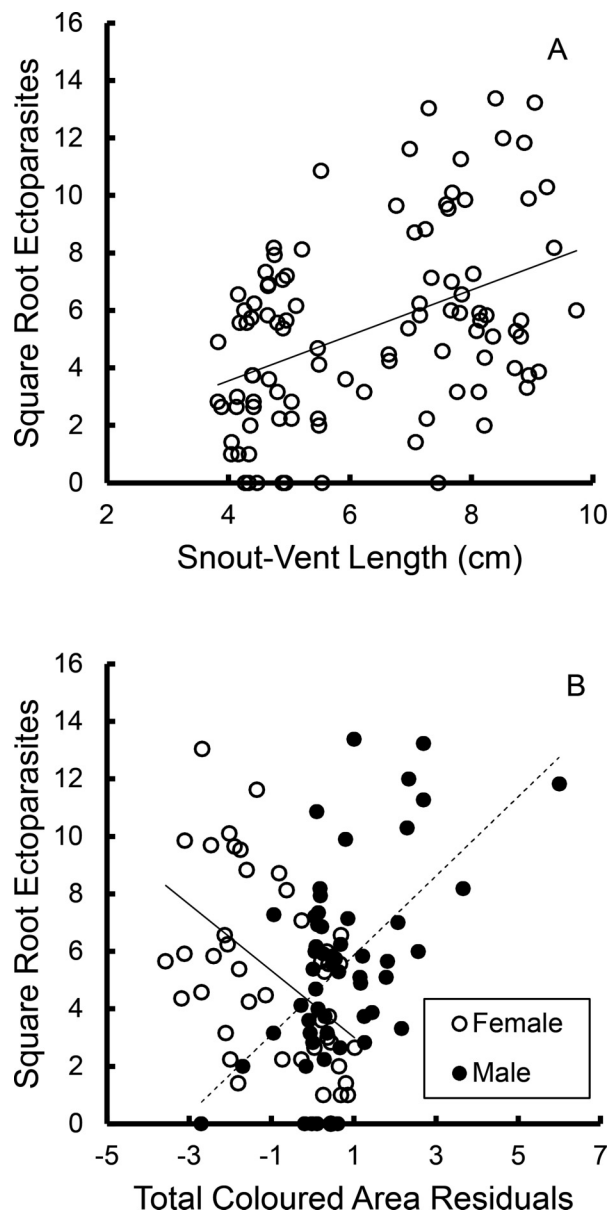 A
16
14
12
10
8
6
4
2
0
Square Root Ectoparasites
2 4 6 8 10
Snout-Vent Length (cm)
B
16
14
12
10
8
6
4
2
0
Square Root Ectoparasites
Female
Male
-5 -3 -1 1 3 5 7
Total Coloured Area Residuals